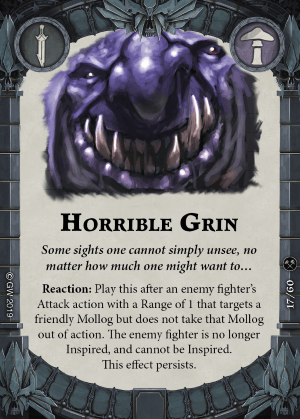 HORRIBLE GRIN
Some sights one cannot simply unsee, no
matter how much one might want to…
Reaction: Play this after an enemy fighter's
Attack action with a Range of 1 that targets a
friendly Mollog but does not take that Mollog
out of action. The enemy fighter is no longer
Inspired, and cannot be Inspired.
This effect persists.
©GW 2019
17/60